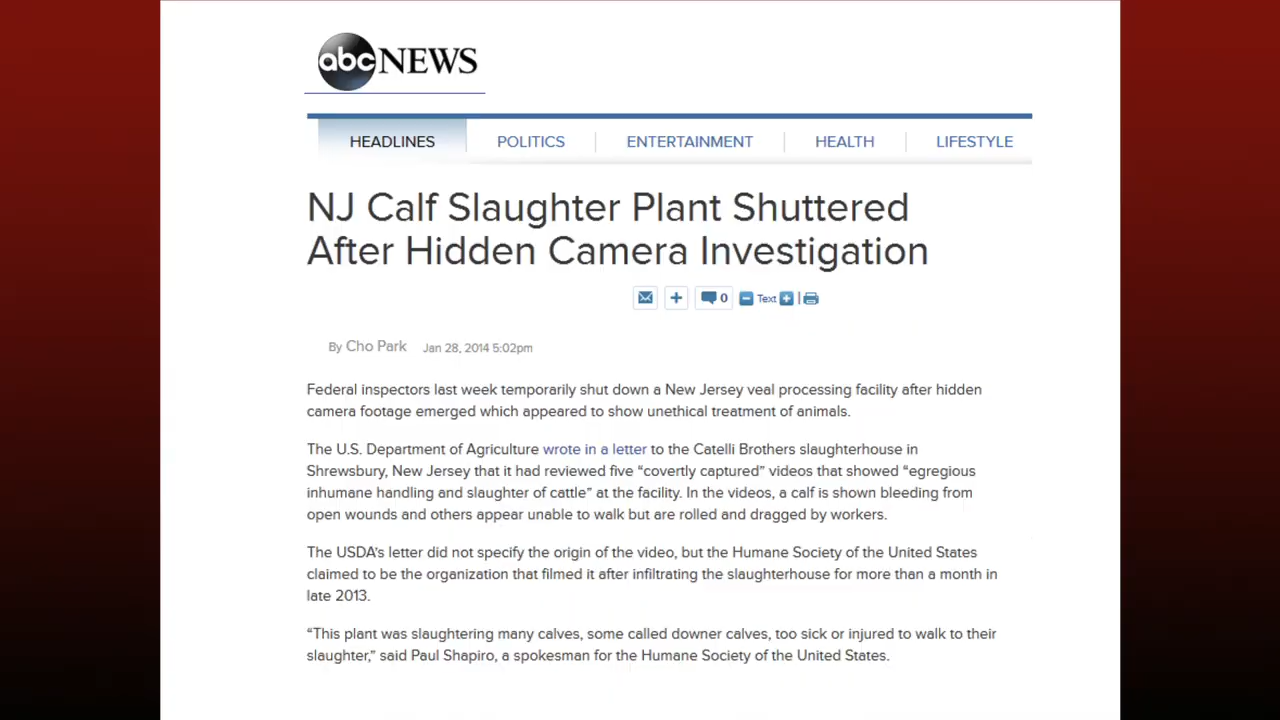 abc NEWS
HEADLINES POLITICS ENTERTAINMENT HEALTH LIFESTYLE
NJ Calf Slaughter Plant Shuttered
After Hidden Camera Investigation
0 Text
By Cho Park Jan 28, 2014 5:02pm
Federal inspectors last week temporarily shut down a New Jersey veal processing facility after hidden
camera footage emerged which appeared to show unethical treatment of animals.
The U.S. Department of Agriculture wrote in a letter to the Catelli Brothers slaughterhouse in
Shrewsbury, New Jersey that it had reviewed five “covertly captured” videos that showed “egregious
inhumane handling and slaughter of cattle” at the facility. In the videos, a calf is shown bleeding from
open wounds and others appear unable to walk but are rolled and dragged by workers.
The USDA’s letter did not specify the origin of the video, but the Humane Society of the United States
claimed to be the organization that filmed it after infiltrating the slaughterhouse for more than a month in
late 2013.
“This plant was slaughtering many calves, some called downer calves, too sick or injured to walk to their
slaughter,” said Paul Shapiro, a spokesman for the Humane Society of the United States.